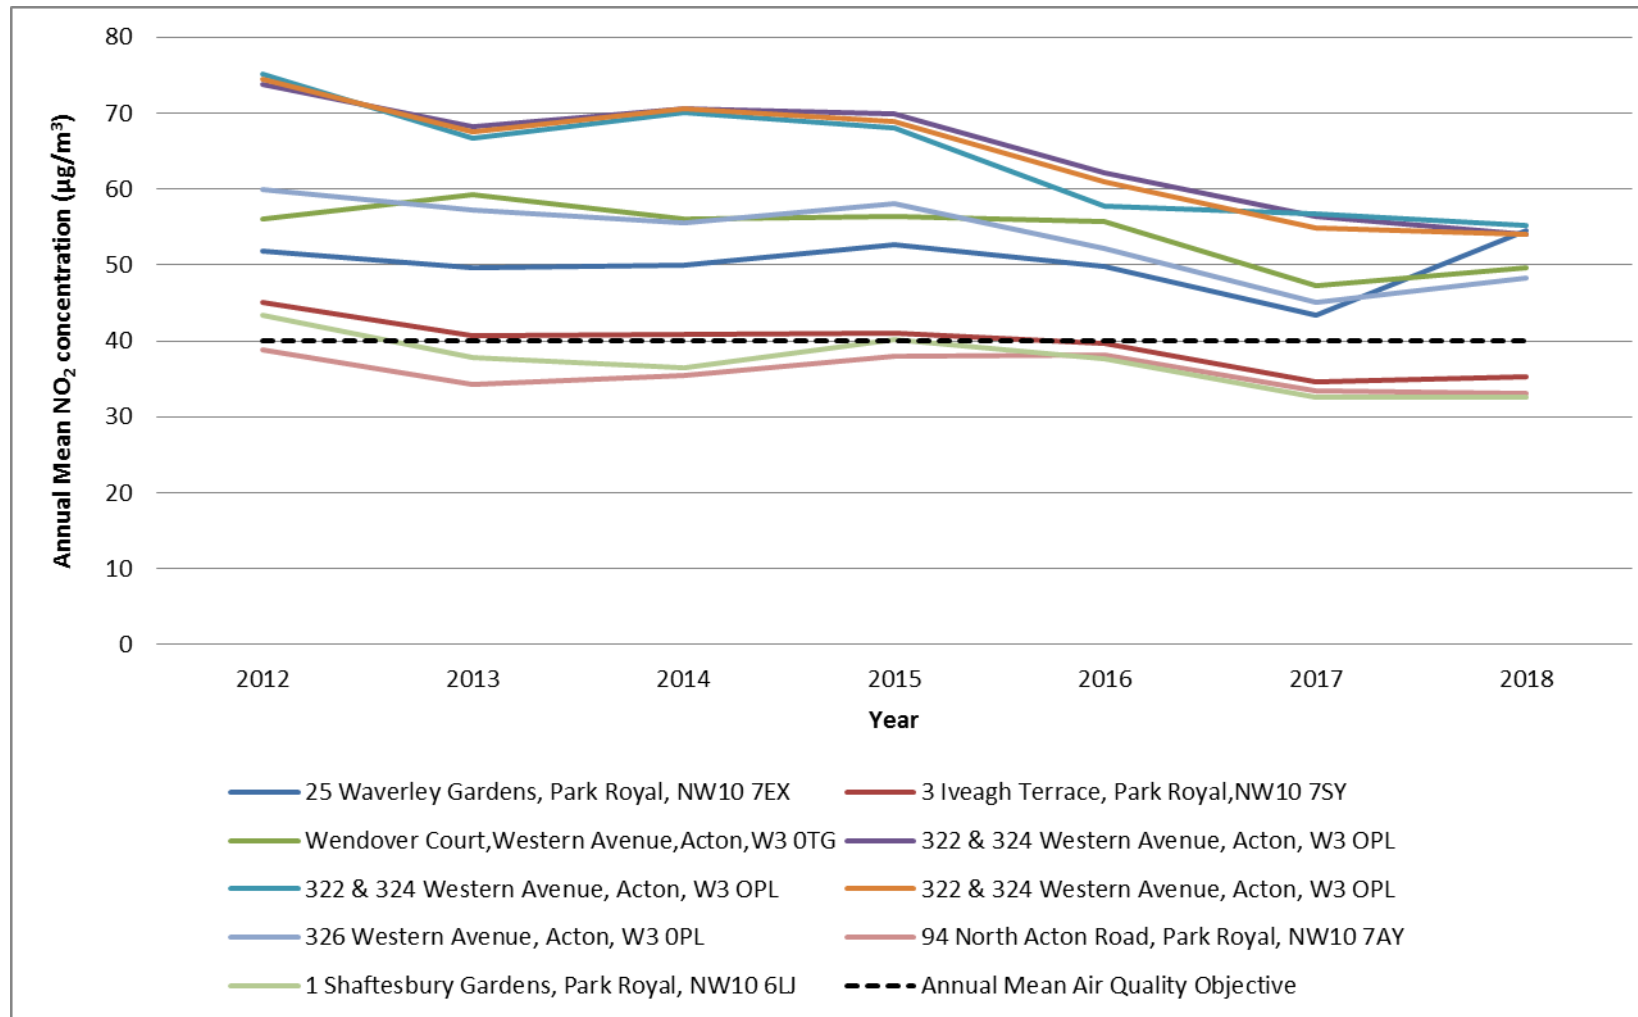 80
70
60
50
40
30
20
10
0
Annual Mean NO₂ concentration (µg/m³)
2012 2013 2014 2015 2016 2017 2018
Year
25 Waverley Gardens, Park Royal, NW10 7EX
3 Iveagh Terrace, Park Royal,NW10 7SY
Wendover Court,Western Avenue,Acton,W3 0TG
322 & 324 Western Avenue, Acton, W3 OPL
322 & 324 Western Avenue, Acton, W3 OPL
322 & 324 Western Avenue, Acton, W3 OPL
326 Western Avenue, Acton, W3 0PL
94 North Acton Road, Park Royal, NW10 7AY
1 Shaftesbury Gardens, Park Royal, NW10 6LJ
Annual Mean Air Quality Objective